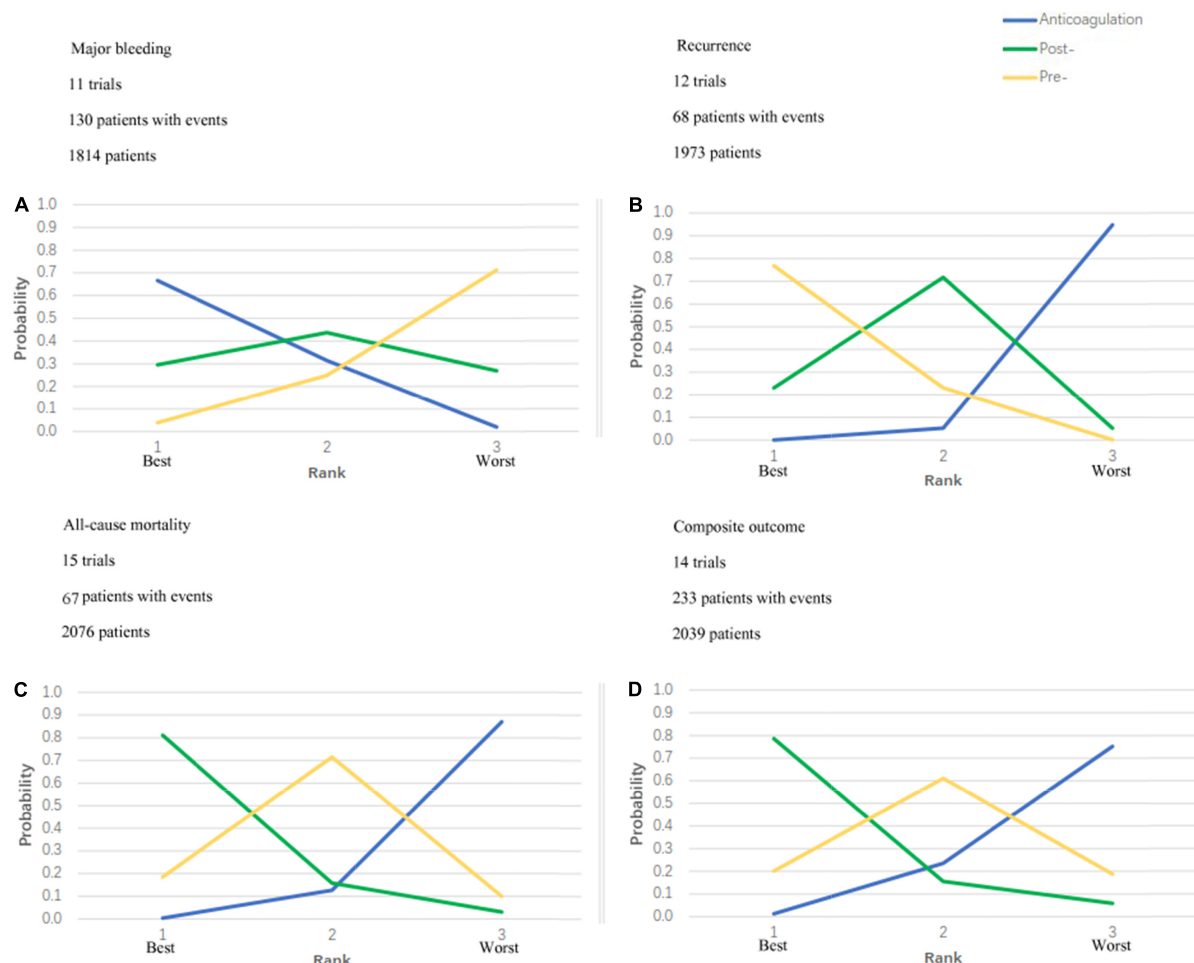 Anticoagulation
Post-
Pre-
Major bleeding
11 trials
130 patients with events
1814 patients
Recurrence
12 trials
68 patients with events
1973 patients
A
1.0
0.9
0.8
0.7
0.6
0.5
0.4
0.3
0.2
0.1
0.0
Probability
1 2 3
Best Worst
Rank
B
1.0
0.9
0.8
0.7
0.6
0.5
0.4
0.3
0.2
0.1
0.0
Probability
1 2 3
Best Worst
Rank
All-cause mortality
15 trials
67 patients with events
2076 patients
Composite outcome
14 trials
233 patients with events
2039 patients
C
1.0
0.9
0.8
0.7
0.6
0.5
0.4
0.3
0.2
0.1
0.0
Probability
1 2 3
Best Worst
Rank
D
1.0
0.9
0.8
0.7
0.6
0.5
0.4
0.3
0.2
0.1
0.0
Probability
1 2 3
Best Worst
Rank